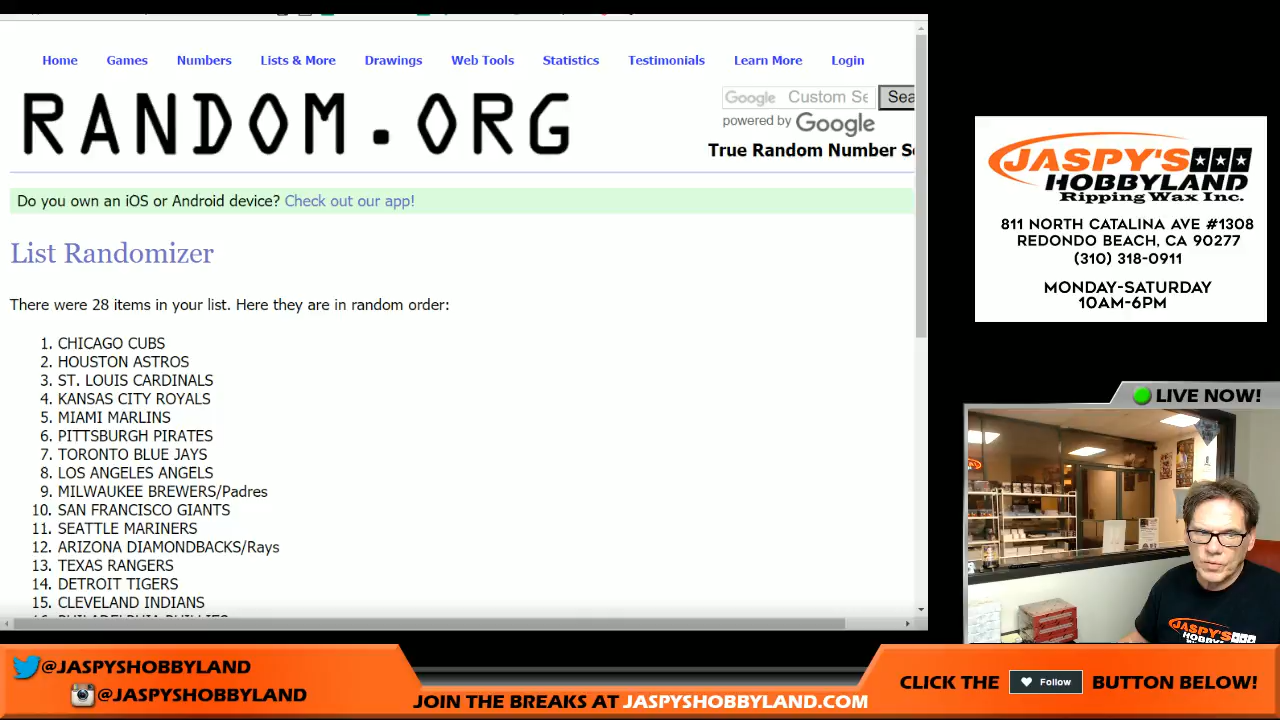 Home Games Numbers Lists & More Drawings Web Tools Statistics Testimonials Learn More Login
RANDOM.ORG
Google Custom Se Sea
powered by Google
True Random Number S
Do you own an iOS or Android device? Check out our app!
List Randomizer
There were 28 items in your list. Here they are in random order:
1. CHICAGO CUBS
2. HOUSTON ASTROS
3. ST. LOUIS CARDINALS
4. KANSAS CITY ROYALS
5. MIAMI MARLINS
6. PITTSBURGH PIRATES
7. TORONTO BLUE JAYS
8. LOS ANGELES ANGELS
9. MILWAUKEE BREWERS/Padres
10. SAN FRANCISCO GIANTS
11. SEATTLE MARINERS
12. ARIZONA DIAMONDBACKS/Rays
13. TEXAS RANGERS
14. DETROIT TIGERS
15. CLEVELAND INDIANS
16. PHILADELPHIA PHILLIES
JASPY'S
HOBBYLAND
Ripping Wax Inc.
811 NORTH CATALINA AVE #1308
REDONDO BEACH, CA 90277
(310) 318-0911
MONDAY-SATURDAY
10AM-6PM
LIVE NOW!
JASPY'S
HOBBYLAND
@JASPYSHOBBYLAND
@JASPYSHOBBYLAND
JOIN THE BREAKS AT JASPYSHOBBYLAND.COM
CLICK THE Follow BUTTON BELOW!